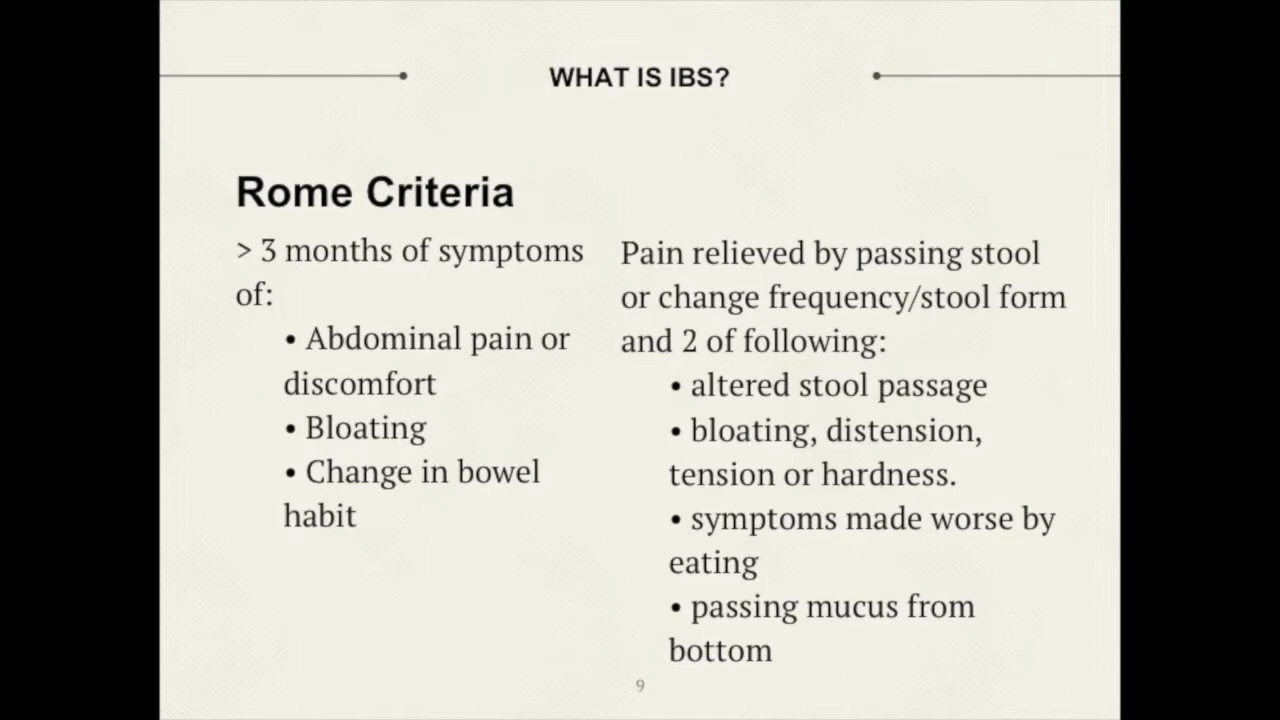 WHAT IS IBS?
Rome Criteria
> 3 months of symptoms
of:
• Abdominal pain or
discomfort
• Bloating
• Change in bowel
habit
Pain relieved by passing stool
or change frequency/stool form
and 2 of following:
• altered stool passage
• bloating, distension,
tension or hardness.
• symptoms made worse by
eating
• passing mucus from
bottom
9